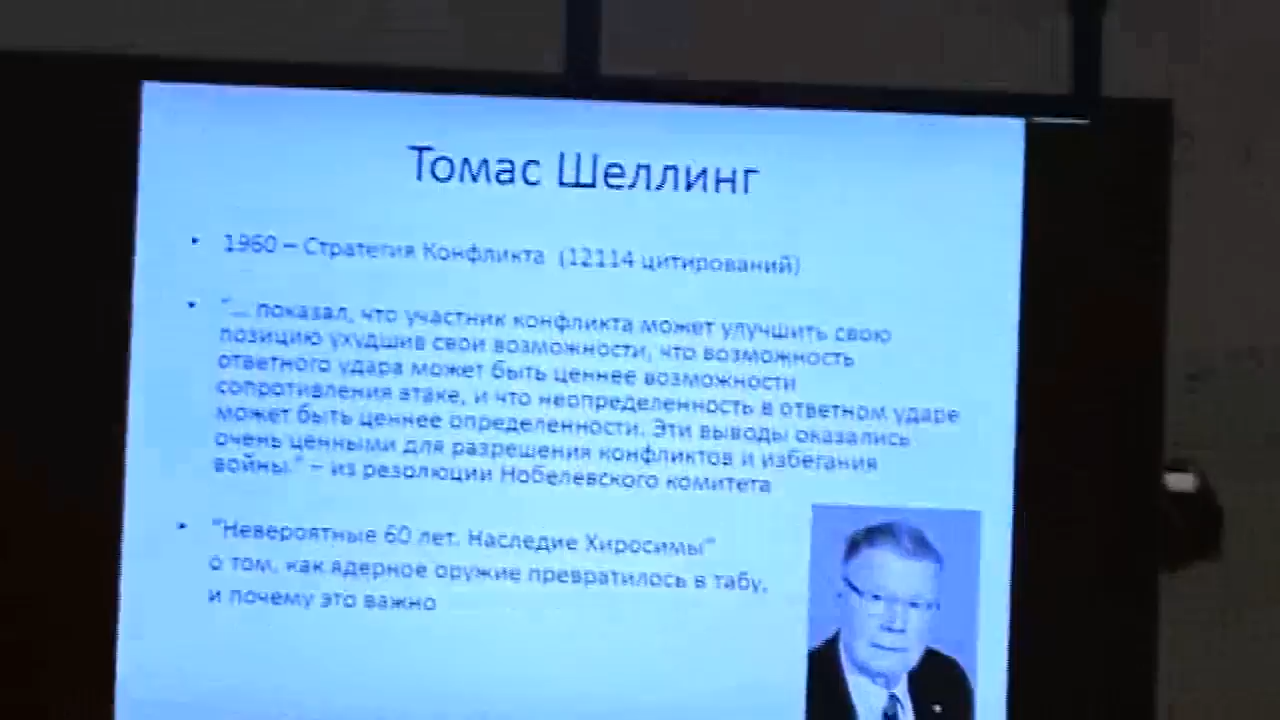 Томас Шеллинг
• 1960 – Стратегия Конфликта (12114 цитирований)
• "... показал, что участник конфликта может улучшить свою
позицию ухудшив свои возможности, что возможность
ответного удара может быть ценнее возможности
сопротивления атаке, и что неопределенность в ответном ударе
может быть ценнее определенности. Эти выводы оказались
очень ценными для разрешения конфликтов и избегания
войны." – из резолюции Нобелевского комитета
• "Невероятные 60 лет. Наследие Хиросимы"
о том, как ядерное оружие превратилось в табу,
и почему это важно